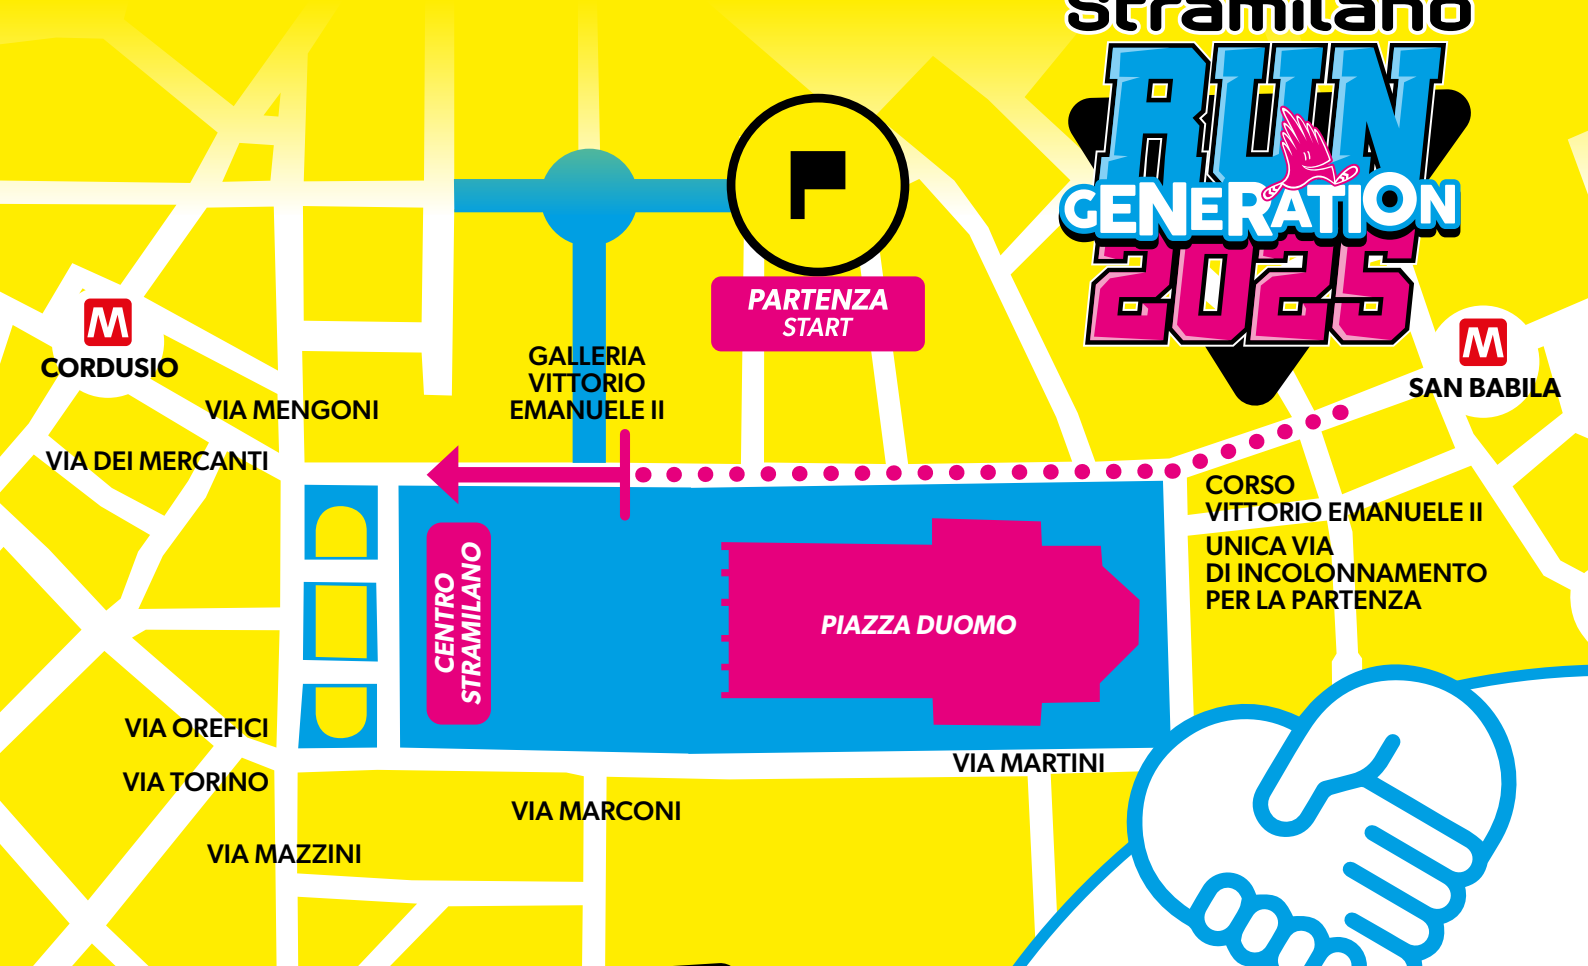 Stramilano
RUN
GENERATION
2025
PARTENZA
START
M
CORDUSIO
M
SAN BABILA
GALLERIA
VITTORIO
EMANUELE II
VIA MENGONI
VIA DEI MERCANTI
CORSO
VITTORIO EMANUELE II
UNICA VIA
DI INCOLONNAMENTO
PER LA PARTENZA
CENTRO
STRAMILANO
PIAZZA DUOMO
VIA OREFICI
VIA TORINO
VIA MARTINI
VIA MARCONI
VIA MAZZINI